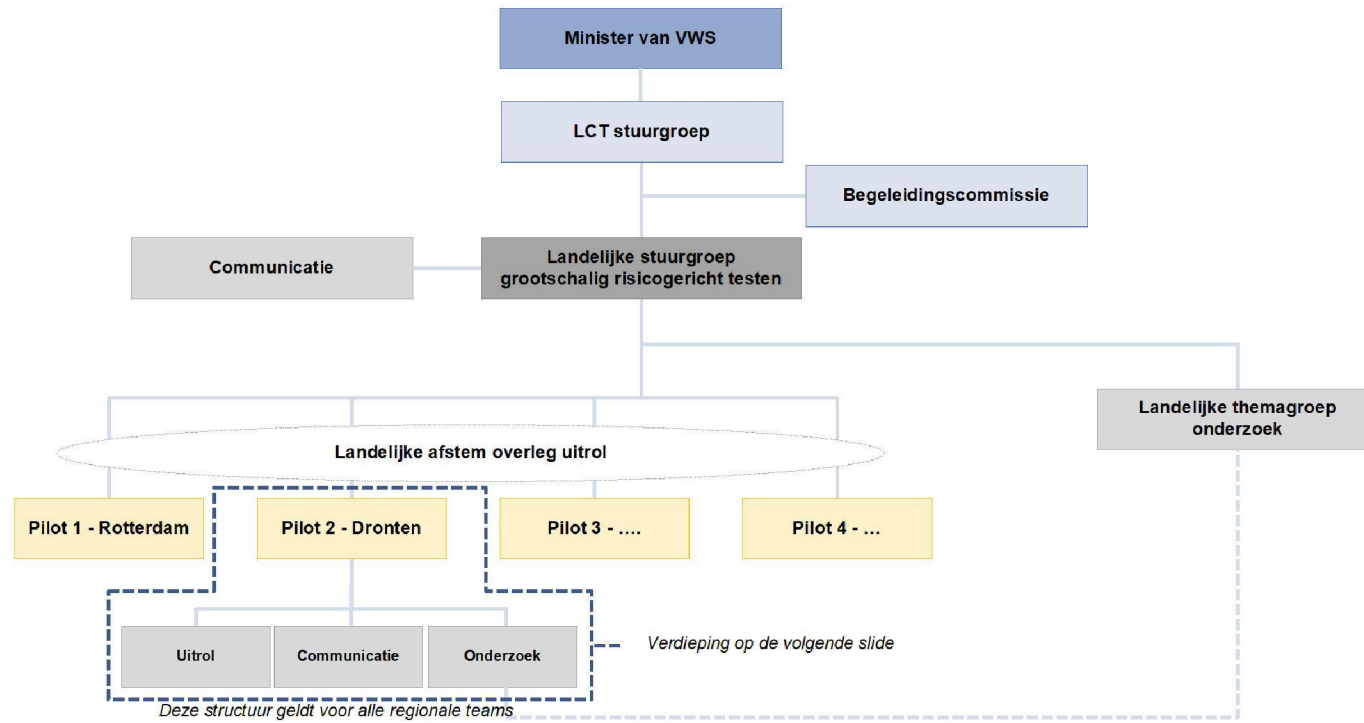 Minister van VWS
LCT stuurgroep
Begeleidingscommissie
Communicatie
Landelijke stuurgroep
grootschalig risicogericht testen
Landelijke themagroep
onderzoek
Landelijke afstem overleg uitrol
Pilot 1 - Rotterdam
Pilot 2 - Dronten
Pilot 3 - ....
Pilot 4 - ...
Uitrol
Communicatie
Onderzoek
Verdieping op de volgende slide
Deze structuur geldt voor alle regionale teams